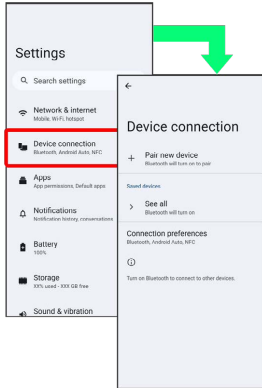 Settings
Search settings
Network & internet
Mobile, Wi-Fi, hotspot
Device connection
Bluetooth, Android Auto, NFC
Apps
App permissions, Default apps
Notifications
Notification history, conversations
Battery
100%
Storage
XX% used - XXX GB free
Sound & vibration
Device connection
Pair new device
Bluetooth will turn on to pair
Saved devices
See all
Bluetooth will turn on
Connection preferences
Bluetooth, Android Auto, NFC
Turn on Bluetooth to connect to other devices.